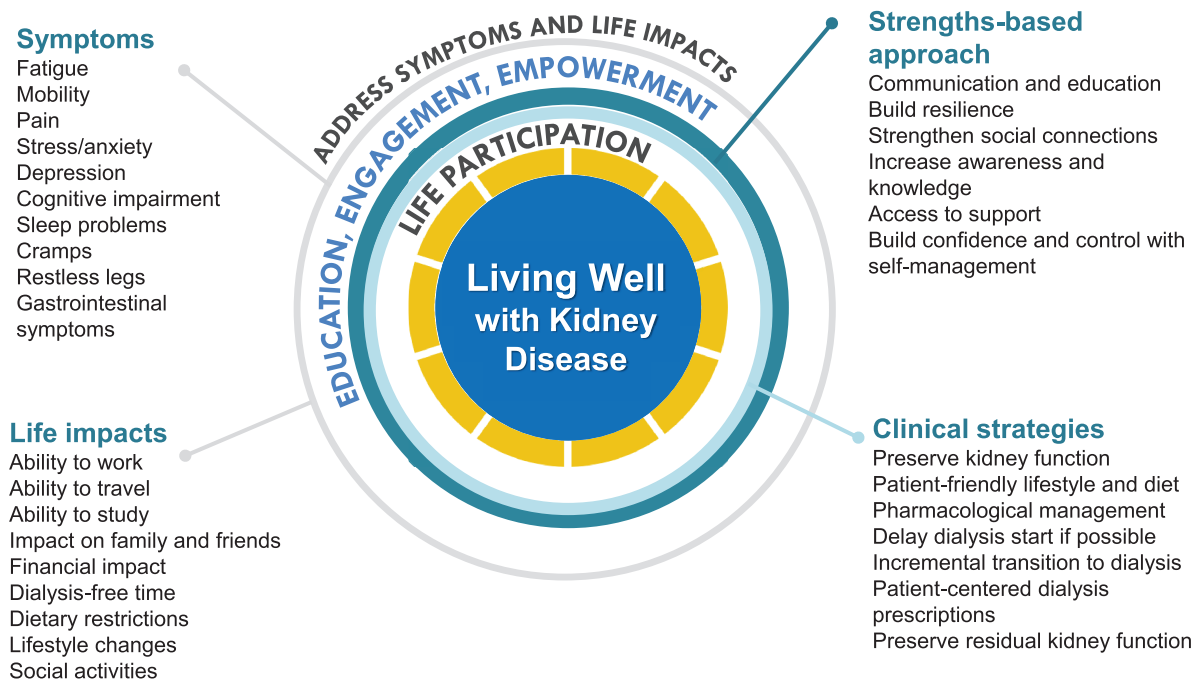 Symptoms
Fatigue
Mobility
Pain
Stress/anxiety
Depression
Cognitive impairment
Sleep problems
Cramps
Restless legs
Gastrointestinal
symptoms
Life impacts
Ability to work
Ability to travel
Ability to study
Impact on family and friends
Financial impact
Dialysis-free time
Dietary restrictions
Lifestyle changes
Social activities
ADDRESS SYMPTOMS AND LIFE IMPACTS
EDUCATION, ENGAGEMENT, EMPOWERMENT
LIFE PARTICIPATION
Living Well
with Kidney
Disease
Strengths-based
approach
Communication and education
Build resilience
Strengthen social connections
Increase awareness and
knowledge
Access to support
Build confidence and control with
self-management
Clinical strategies
Preserve kidney function
Patient-friendly lifestyle and diet
Pharmacological management
Delay dialysis start if possible
Incremental transition to dialysis
Patient-centered dialysis
prescriptions
Preserve residual kidney function